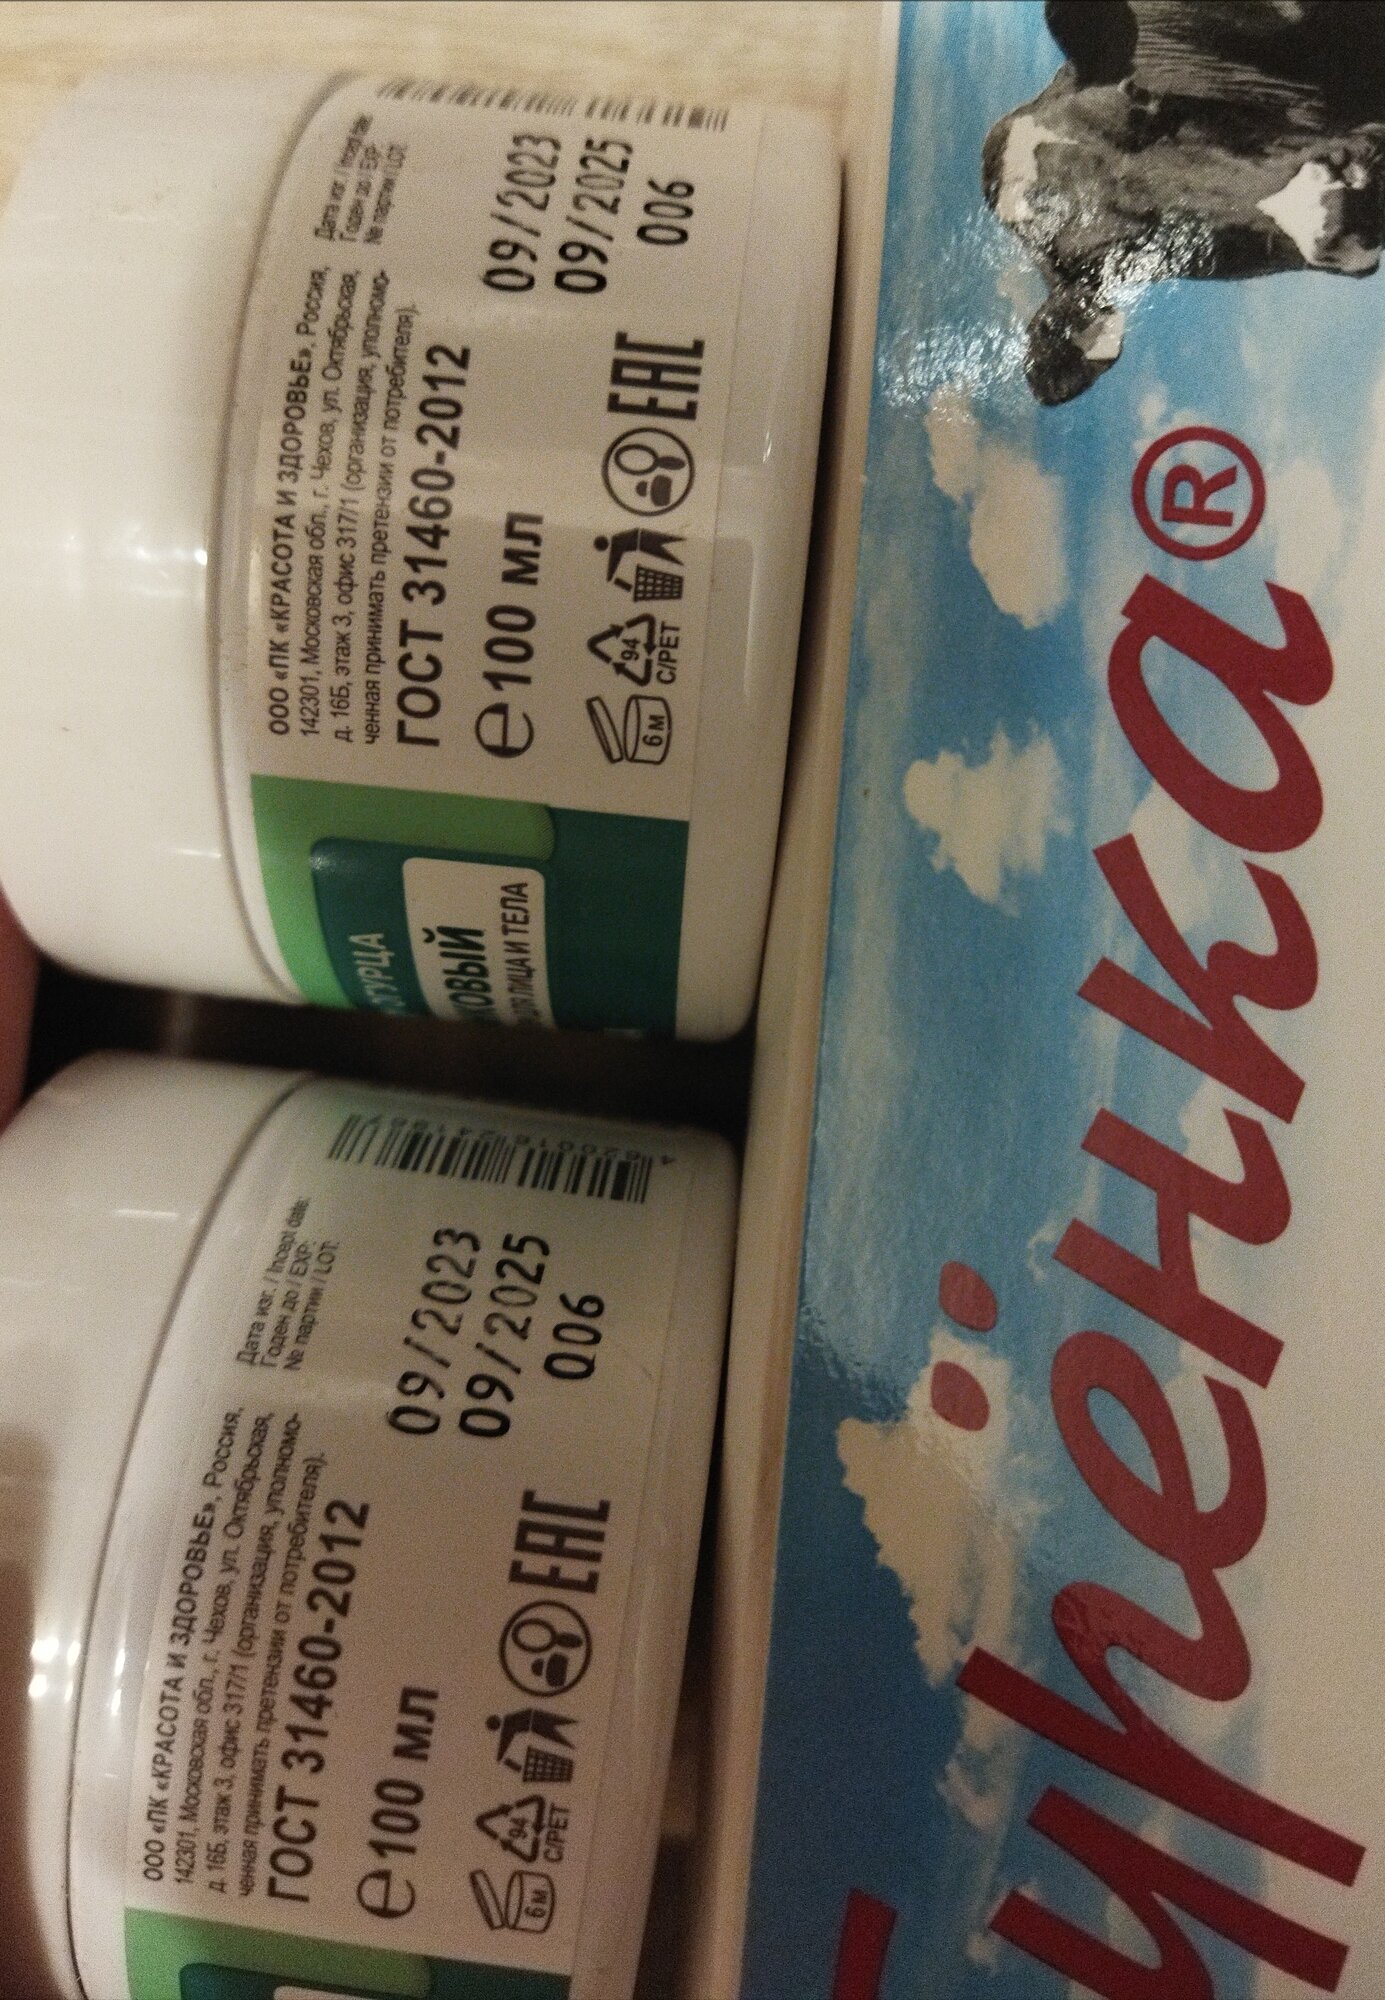 ООО «ПК «КРАСОТА И ЗДОРОВЬЕ», Россия,
142301, Московская обл., г. Чехов, ул. Октябрьская,
д. 16Б, этаж 3, офис 317/1 (организация, уполномо-
ченная принимать претензии от потребителя).
ГОСТ 31460-2012
e 100 мл
6 М
94
C/PET
EAC
Дата изг. / Incept date:
Годен до / EXP:
№ партии / LOT:
09/2023
09/2025
006
ЛИЦА И ТЕЛА
ООО «ПК «КРАСОТА И ЗДОРОВЬЕ», Россия,
142301, Московская обл., г. Чехов, ул. Октябрьская,
д. 16Б, этаж 3, офис 317/1 (организация, уполномо-
ченная принимать претензии от потребителя).
ГОСТ 31460-2012
e 100 мл
6 М
94
C/PET
EAC
Дата изг. / Incept date:
Годен до / EXP:
№ партии / LOT:
09/2023
09/2025
006
Бурёнка®